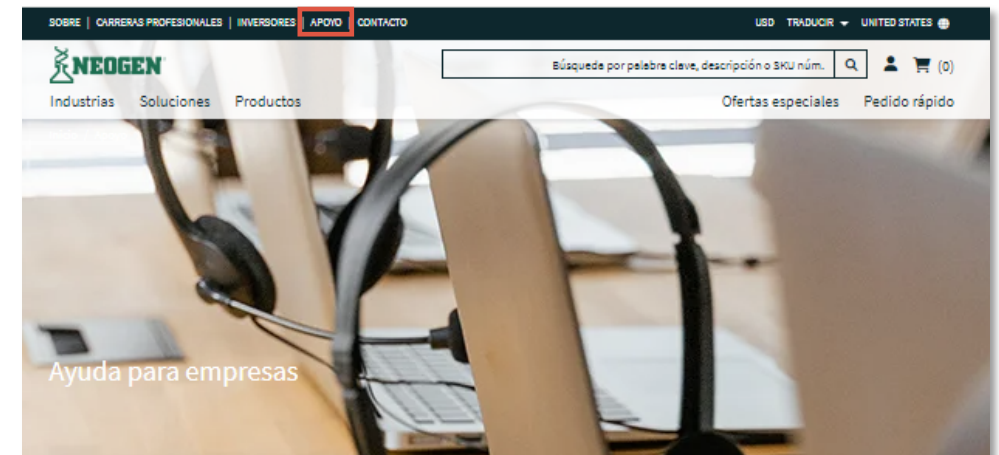 SOBRE | CARRERAS PROFESIONALES | INVERSORES | APOYO | CONTACTO
USD TRADUCIR UNITED STATES
NEOGEN
Búsqueda por palabra clave, descripción o SKU núm.
(0)
Industrias Soluciones Productos
Ofertas especiales Pedido rápido
Ayuda para empresas